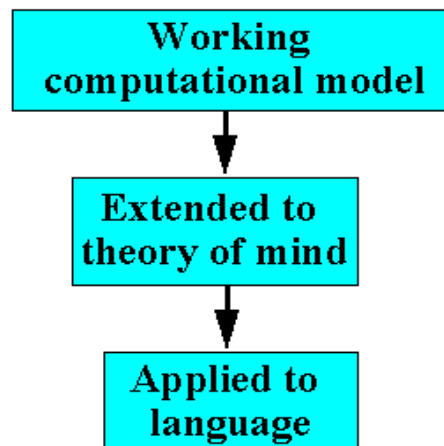 Working
computational model
Extended to
theory of mind
Applied to
language